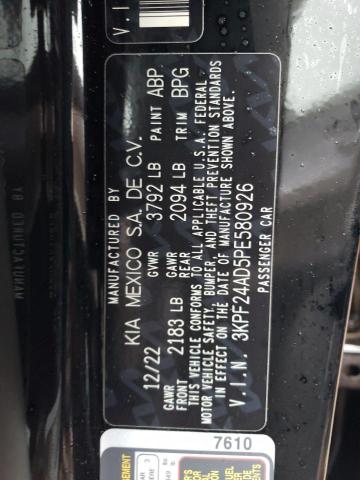 MANUFACTURED BY
KIA MEXICO S.A. DE C.V.
12/22 GVWR 3792 LB PAINT ABP
GAWR FRONT 2183 LB GAWR REAR 2094 LB TRIM BPG
THIS VEHICLE CONFORMS TO ALL APPLICABLE U.S.A. FEDERAL
MOTOR VEHICLE SAFETY, BUMPER, AND THEFT PREVENTION STANDARDS
IN EFFECT ON THE DATE OF MANUFACTURE SHOWN ABOVE.
V.I.N. 3KPF24AD5PE580926
PASSENGER CAR
V.I
7610